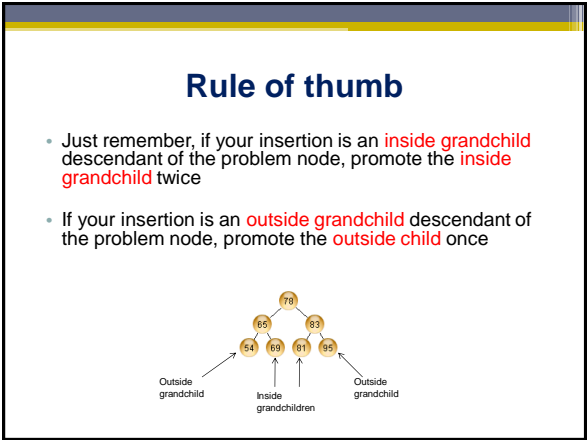 Rule of thumb
• Just remember, if your insertion is an inside grandchild
descendant of the problem node, promote the inside
grandchild twice
• If your insertion is an outside grandchild descendant of
the problem node, promote the outside child once
78
65 83
54 69 81 95
Outside
grandchild
Inside
grandchildren
Outside
grandchild